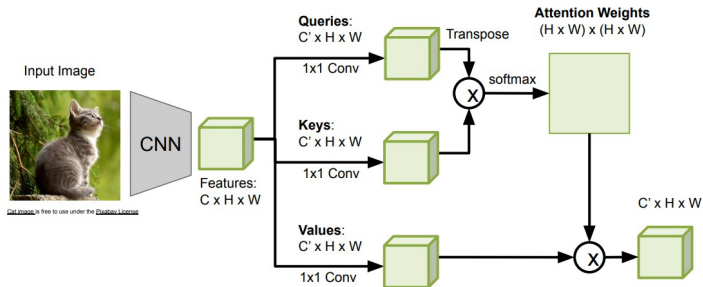 Input Image
CNN
Features:
C x H x W
Cat image is free to use under the Pixabay License
Queries:
C' x H x W
1x1 Conv
Keys:
C' x H x W
1x1 Conv
Values:
C' x H x W
1x1 Conv
Transpose
X
softmax
Attention Weights
(H x W) x (H x W)
X
C' x H x W